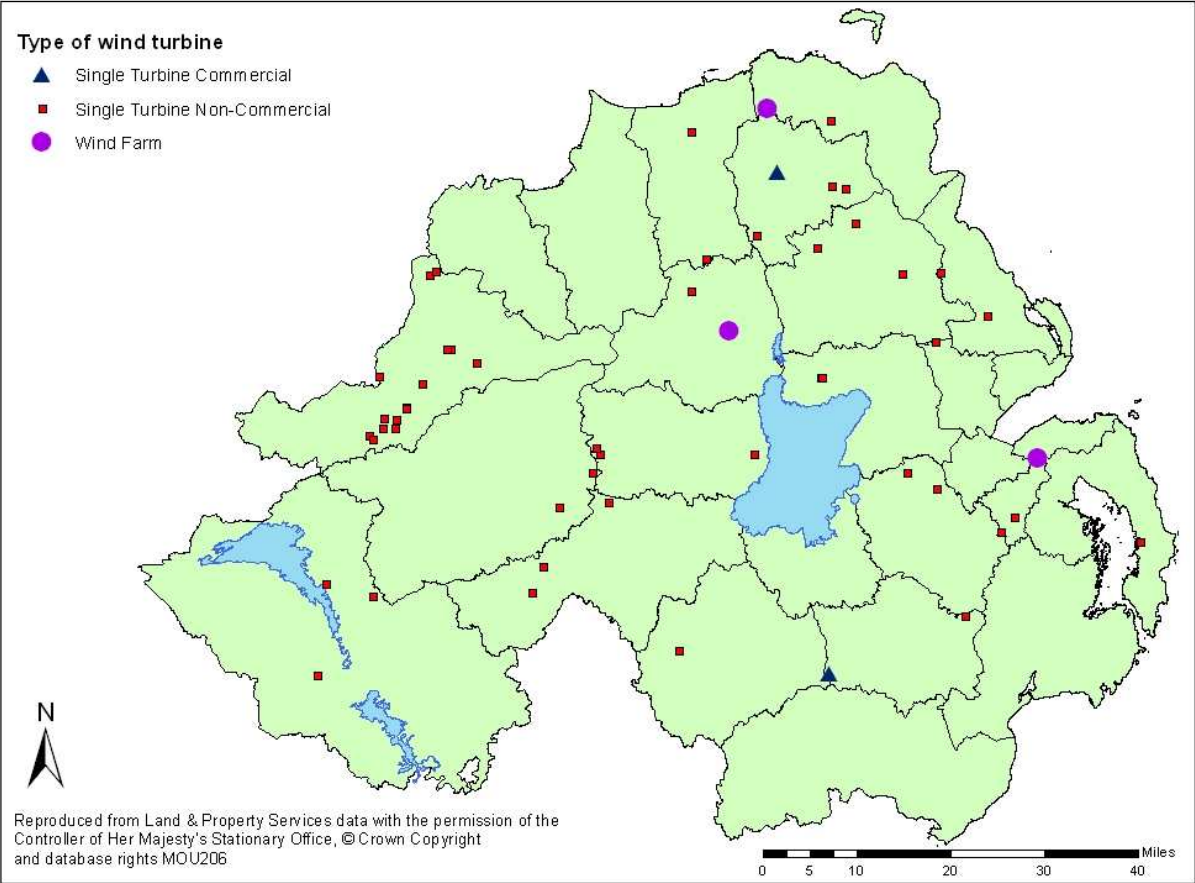 Type of wind turbine
Single Turbine Commercial
Single Turbine Non-Commercial
Wind Farm
N
Reproduced from Land & Property Services data with the permission of the
Controller of Her Majesty's Stationary Office, © Crown Copyright
and database rights MOU206
Miles
0 5 10 20 30 40